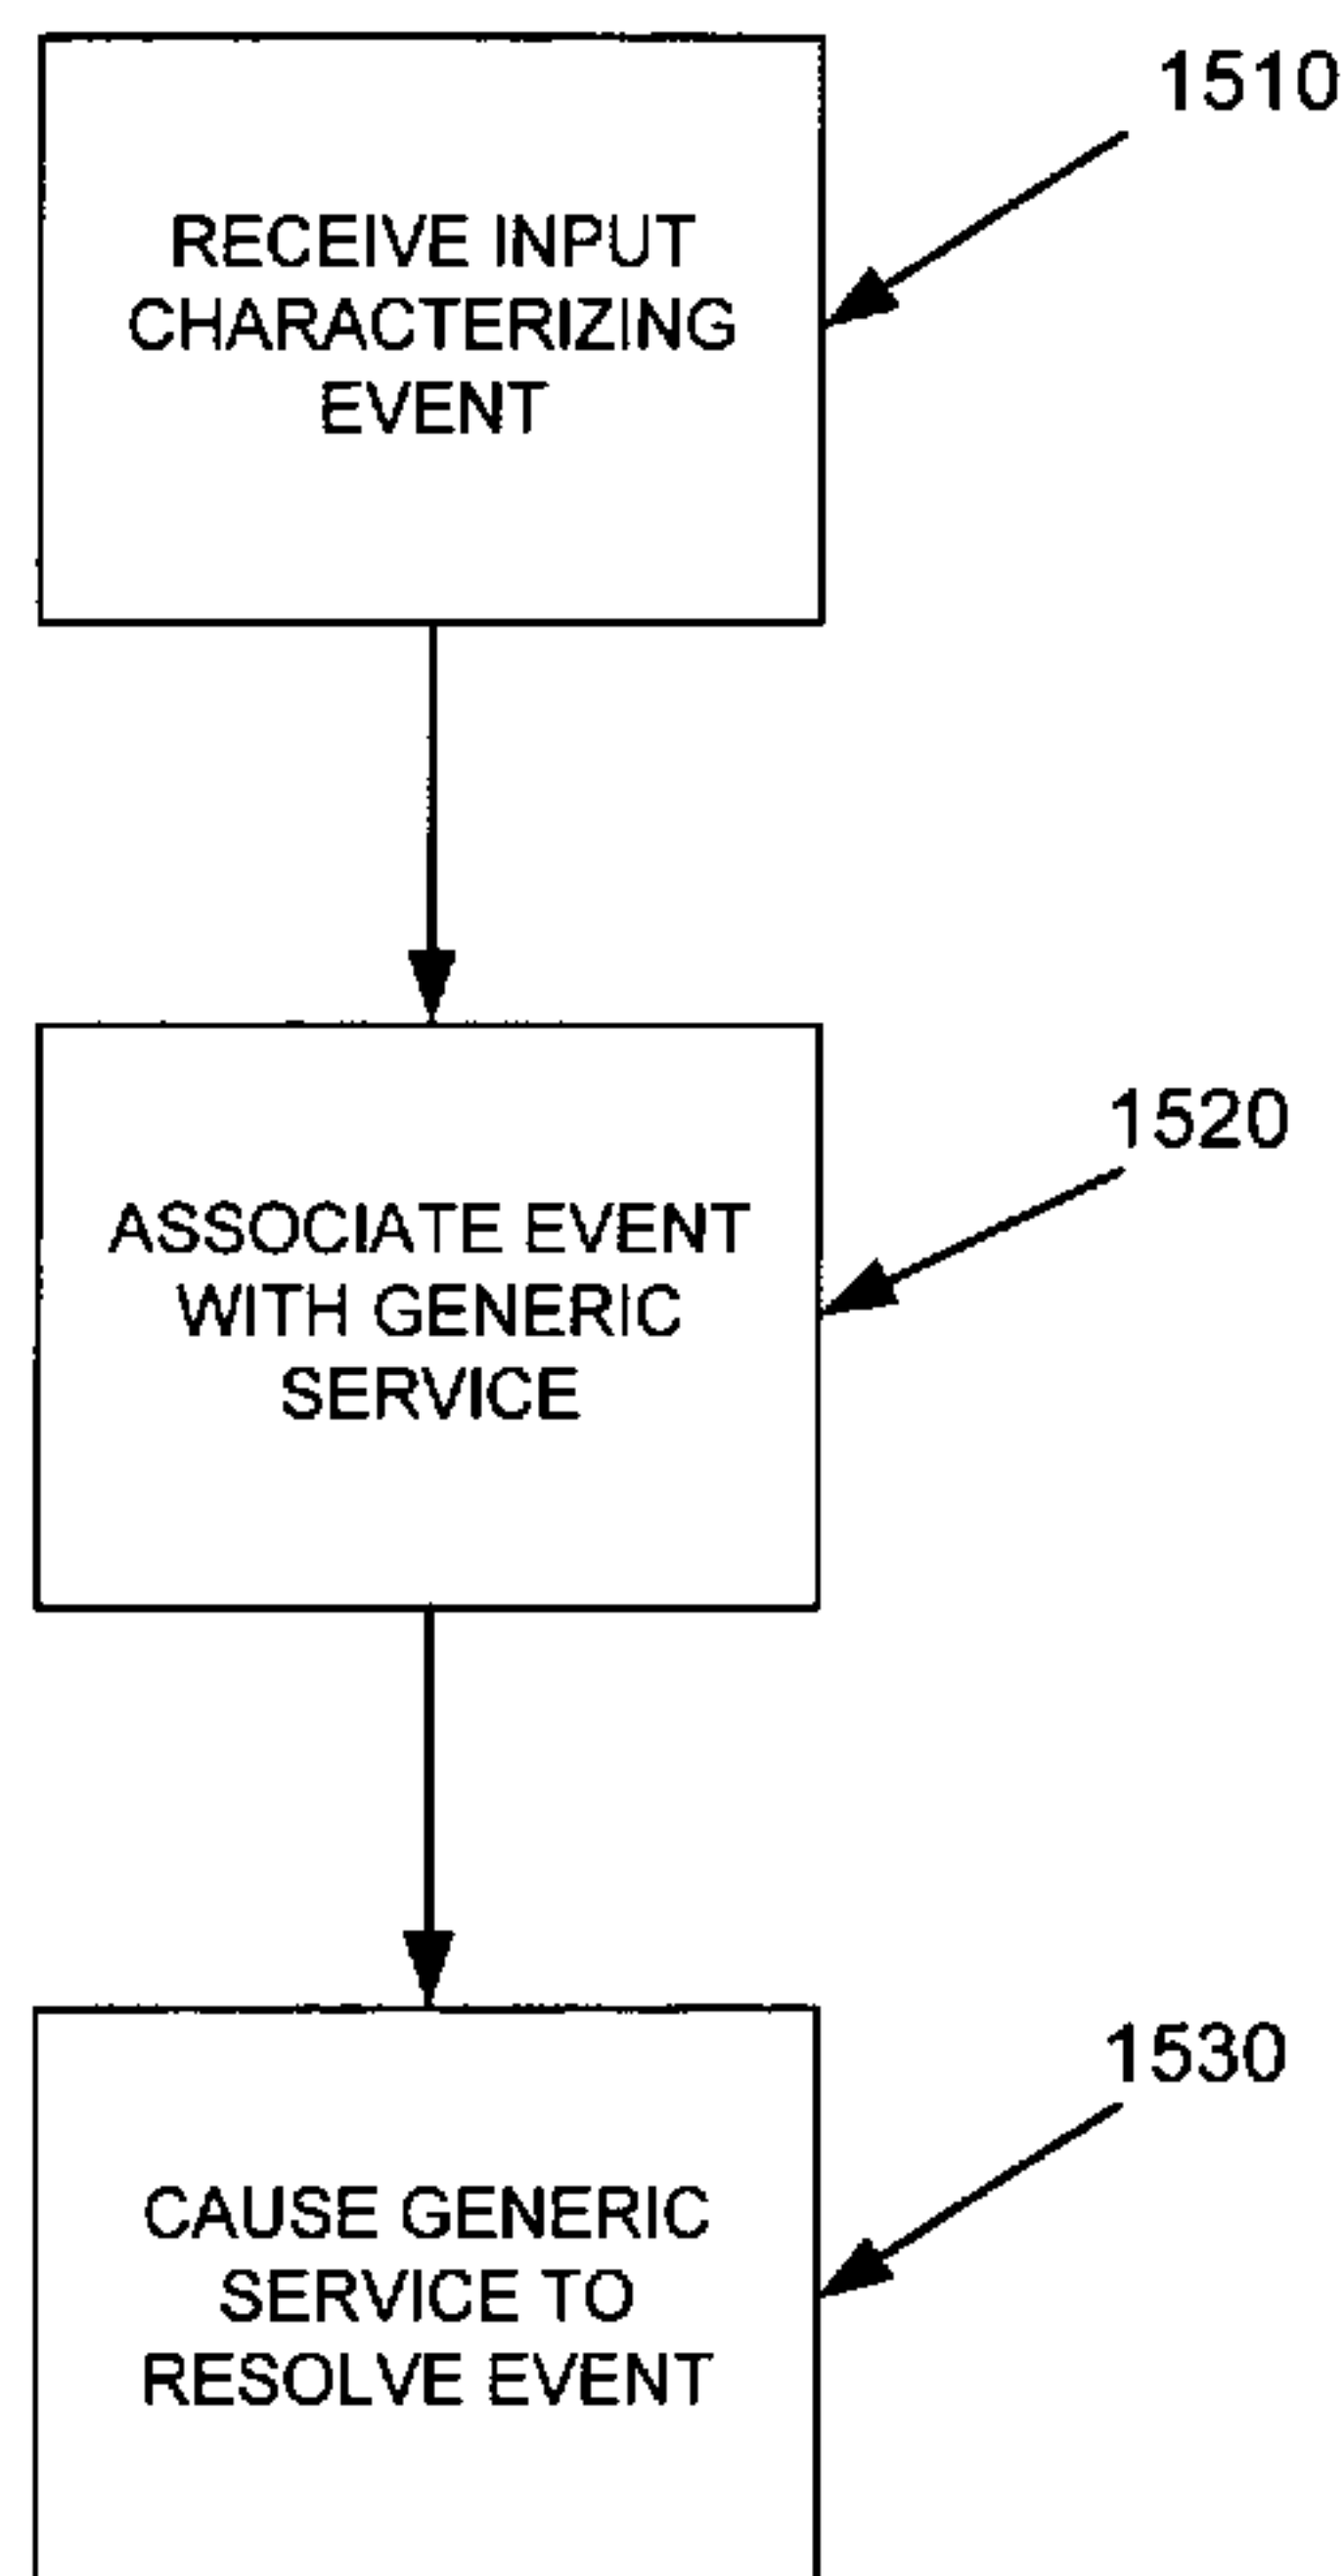 1510
RECEIVE INPUT
CHARACTERIZING
EVENT
1520
ASSOCIATE EVENT
WITH GENERIC
SERVICE
1530
CAUSE GENERIC
SERVICE TO
RESOLVE EVENT